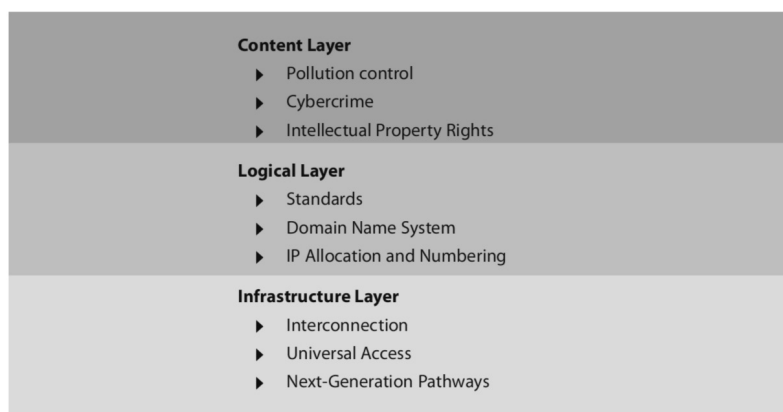 Content Layer
Pollution control
Cybercrime
Intellectual Property Rights
Logical Layer
Standards
Domain Name System
IP Allocation and Numbering
Infrastructure Layer
Interconnection
Universal Access
Next-Generation Pathways